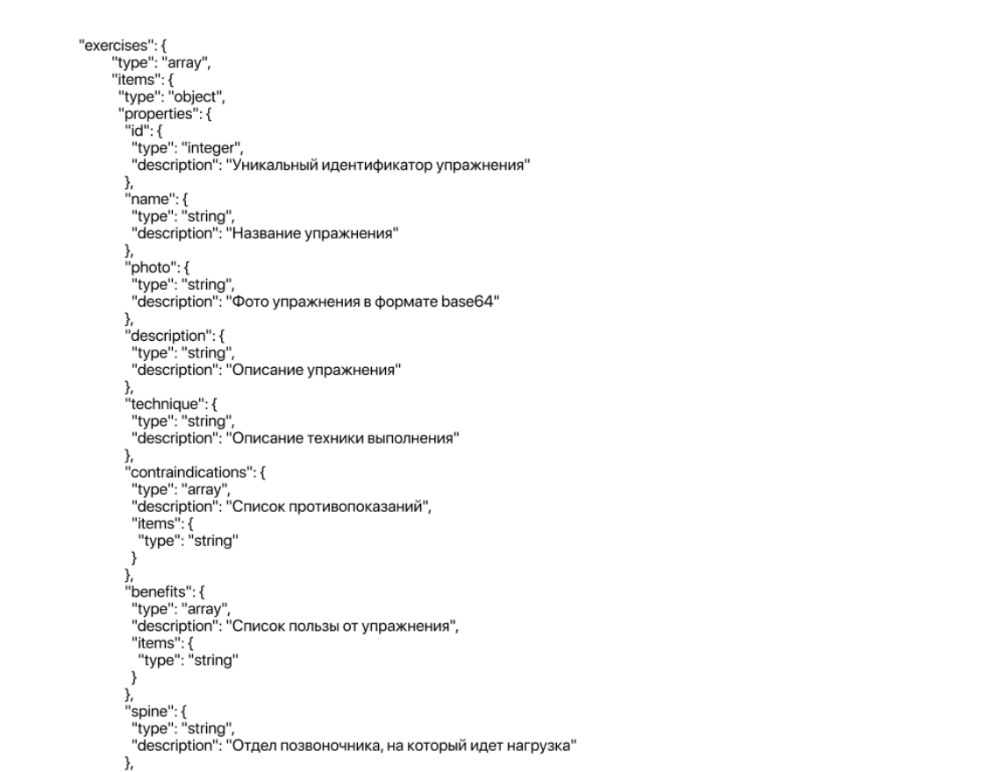 "exercises": {
"type": "array",
"items": {
"type": "object",
"properties": {
"id": {
"type": "integer",
"description": "Уникальный идентификатор упражнения"
},
"name": {
"type": "string",
"description": "Название упражнения"
},
"photo": {
"type": "string",
"description": "Фото упражнения в формате base64"
},
"description": {
"type": "string",
"description": "Описание упражнения"
},
"technique": {
"type": "string",
"description": "Описание техники выполнения"
},
"contraindications": {
"type": "array",
"description": "Список противопоказаний",
"items": {
"type": "string"
}
},
"benefits": {
"type": "array",
"description": "Список пользы от упражнения",
"items": {
"type": "string"
}
},
"spine": {
"type": "string",
"description": "Отдел позвоночника, на который идет нагрузка"
},